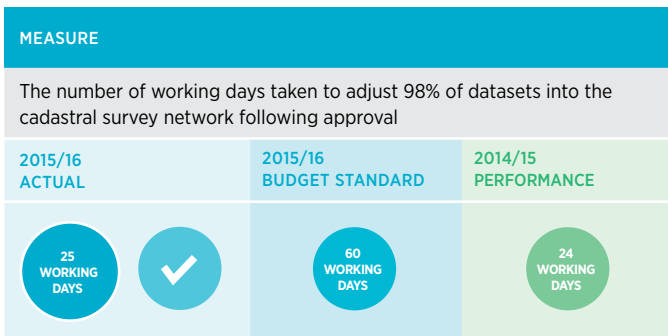 MEASURE
The number of working days taken to adjust 98% of datasets into the
cadastral survey network following approval
2015/16
ACTUAL
2015/16
BUDGET STANDARD
2014/15
PERFORMANCE
25
WORKING
DAYS
60
WORKING
DAYS
24
WORKING
DAYS